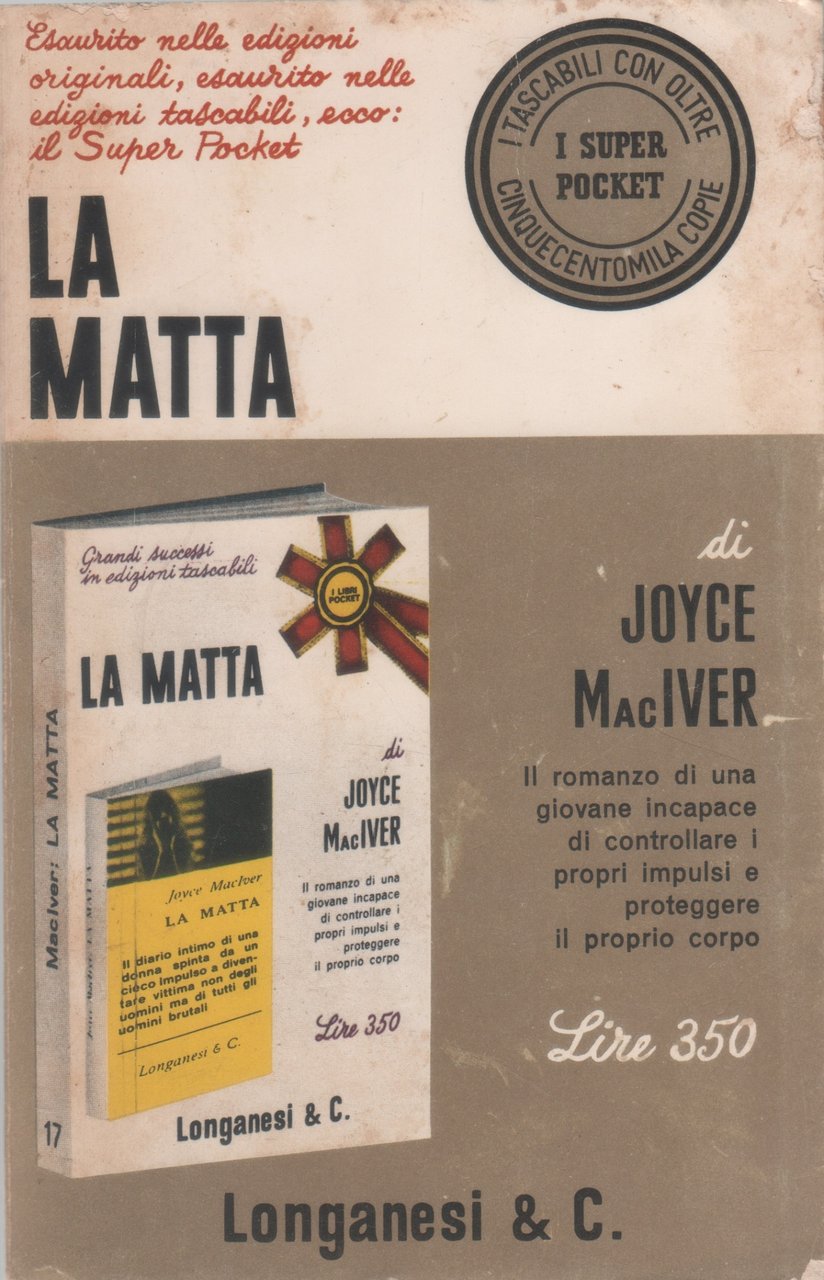 Esaurito nelle edizioni
originali, esaurito nelle
edizioni tascabili, ecco:
il Super Pocket
I TASCABILI CON OLTRE
I SUPER
POCKET
CINQUECENTOMILA COPIE
LA
MATTA
di
JOYCE
MacIVER
Il romanzo di una
giovane incapace
di controllare i
propri impulsi e
proteggere
il proprio corpo
Lire 350
Grandi successi
in edizioni tascabili
I LIBRI
POCKET
LA MATTA
di
JOYCE
MacIVER
Il romanzo di una
giovane incapace
di controllare i
propri impulsi e
proteggere
il proprio corpo
Lire 350
Longanesi & C.
MacIver: LA MATTA
17
Joyce MacIver
LA MATTA
Il diario intimo di una
donna spinta da un
cieco impulso a diven-
tare vittima non degli
uomini ma di tutti gli
uomini brutali
Longanesi & C.
Joyce MacIver LA MATTA
Longanesi & C.